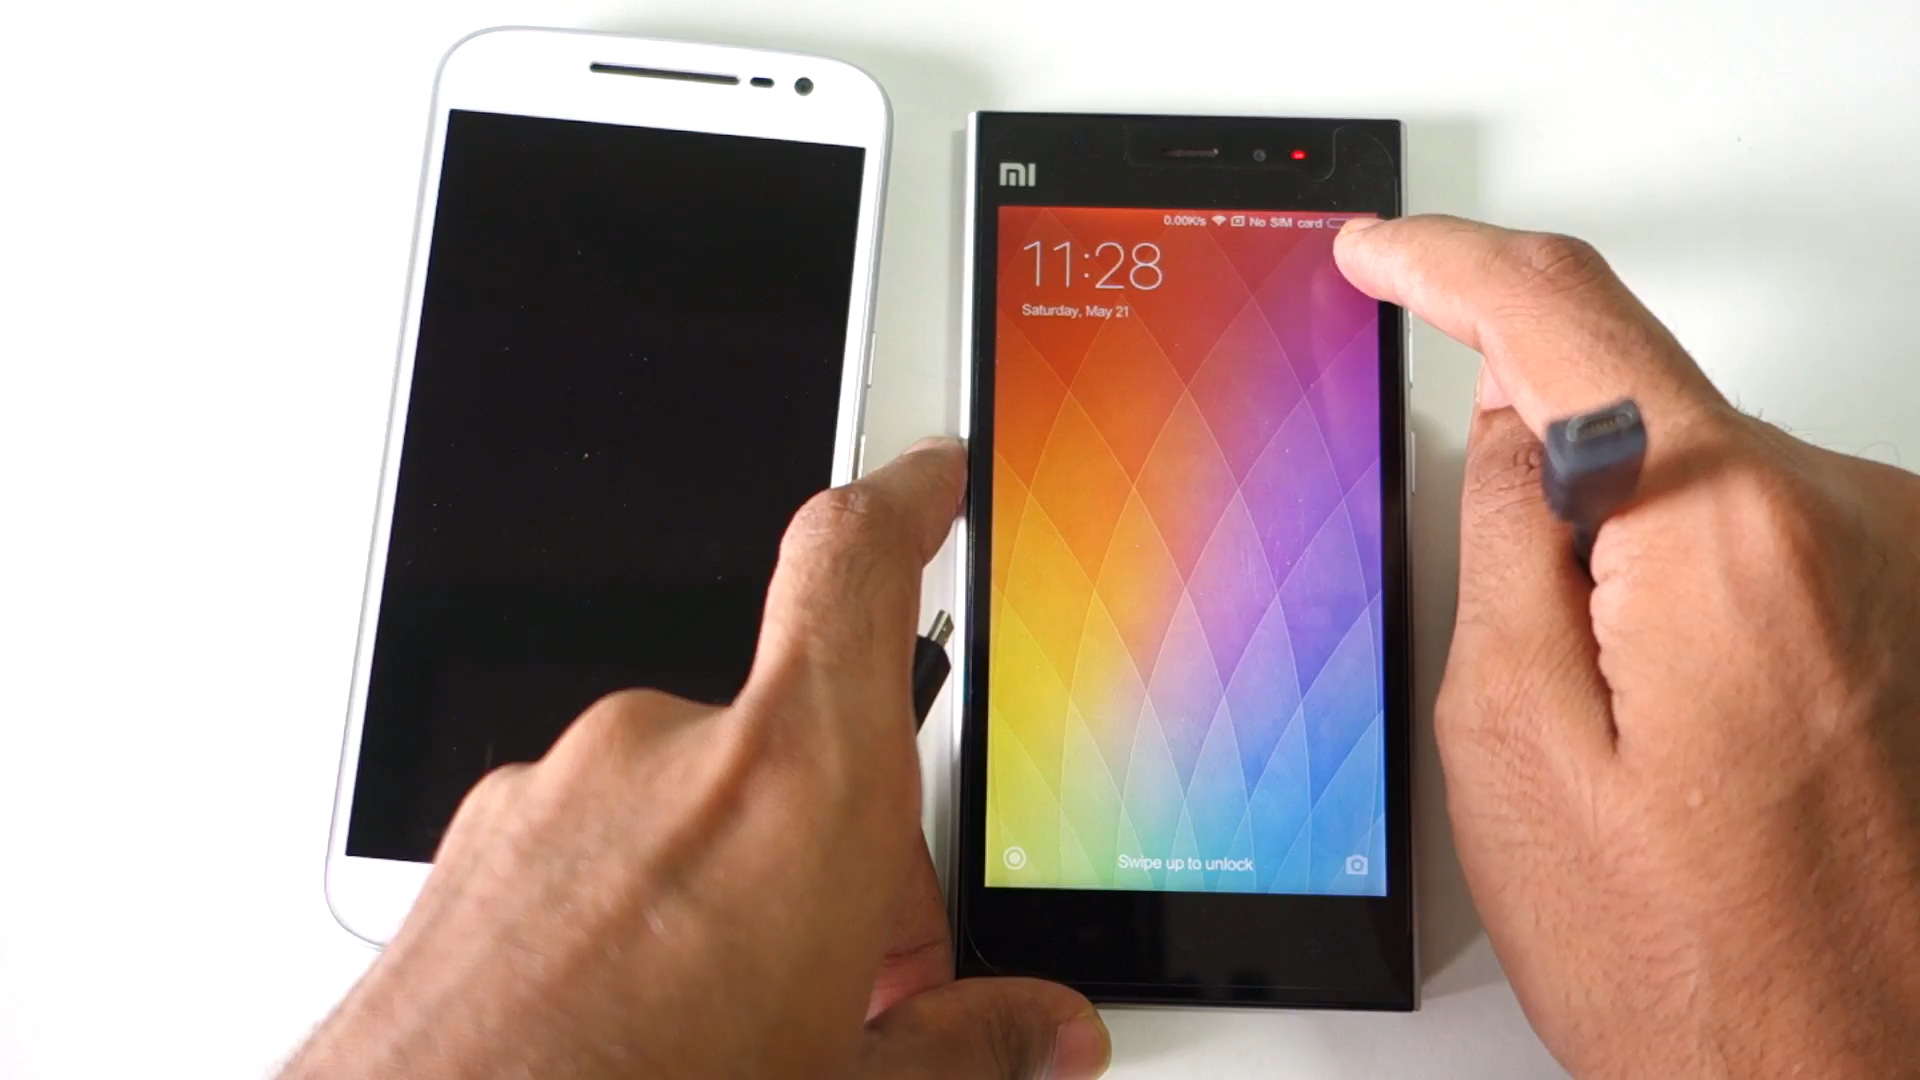 mi
0.00K/s No SIM card
11:28
Saturday, May 21
Swipe up to unlock